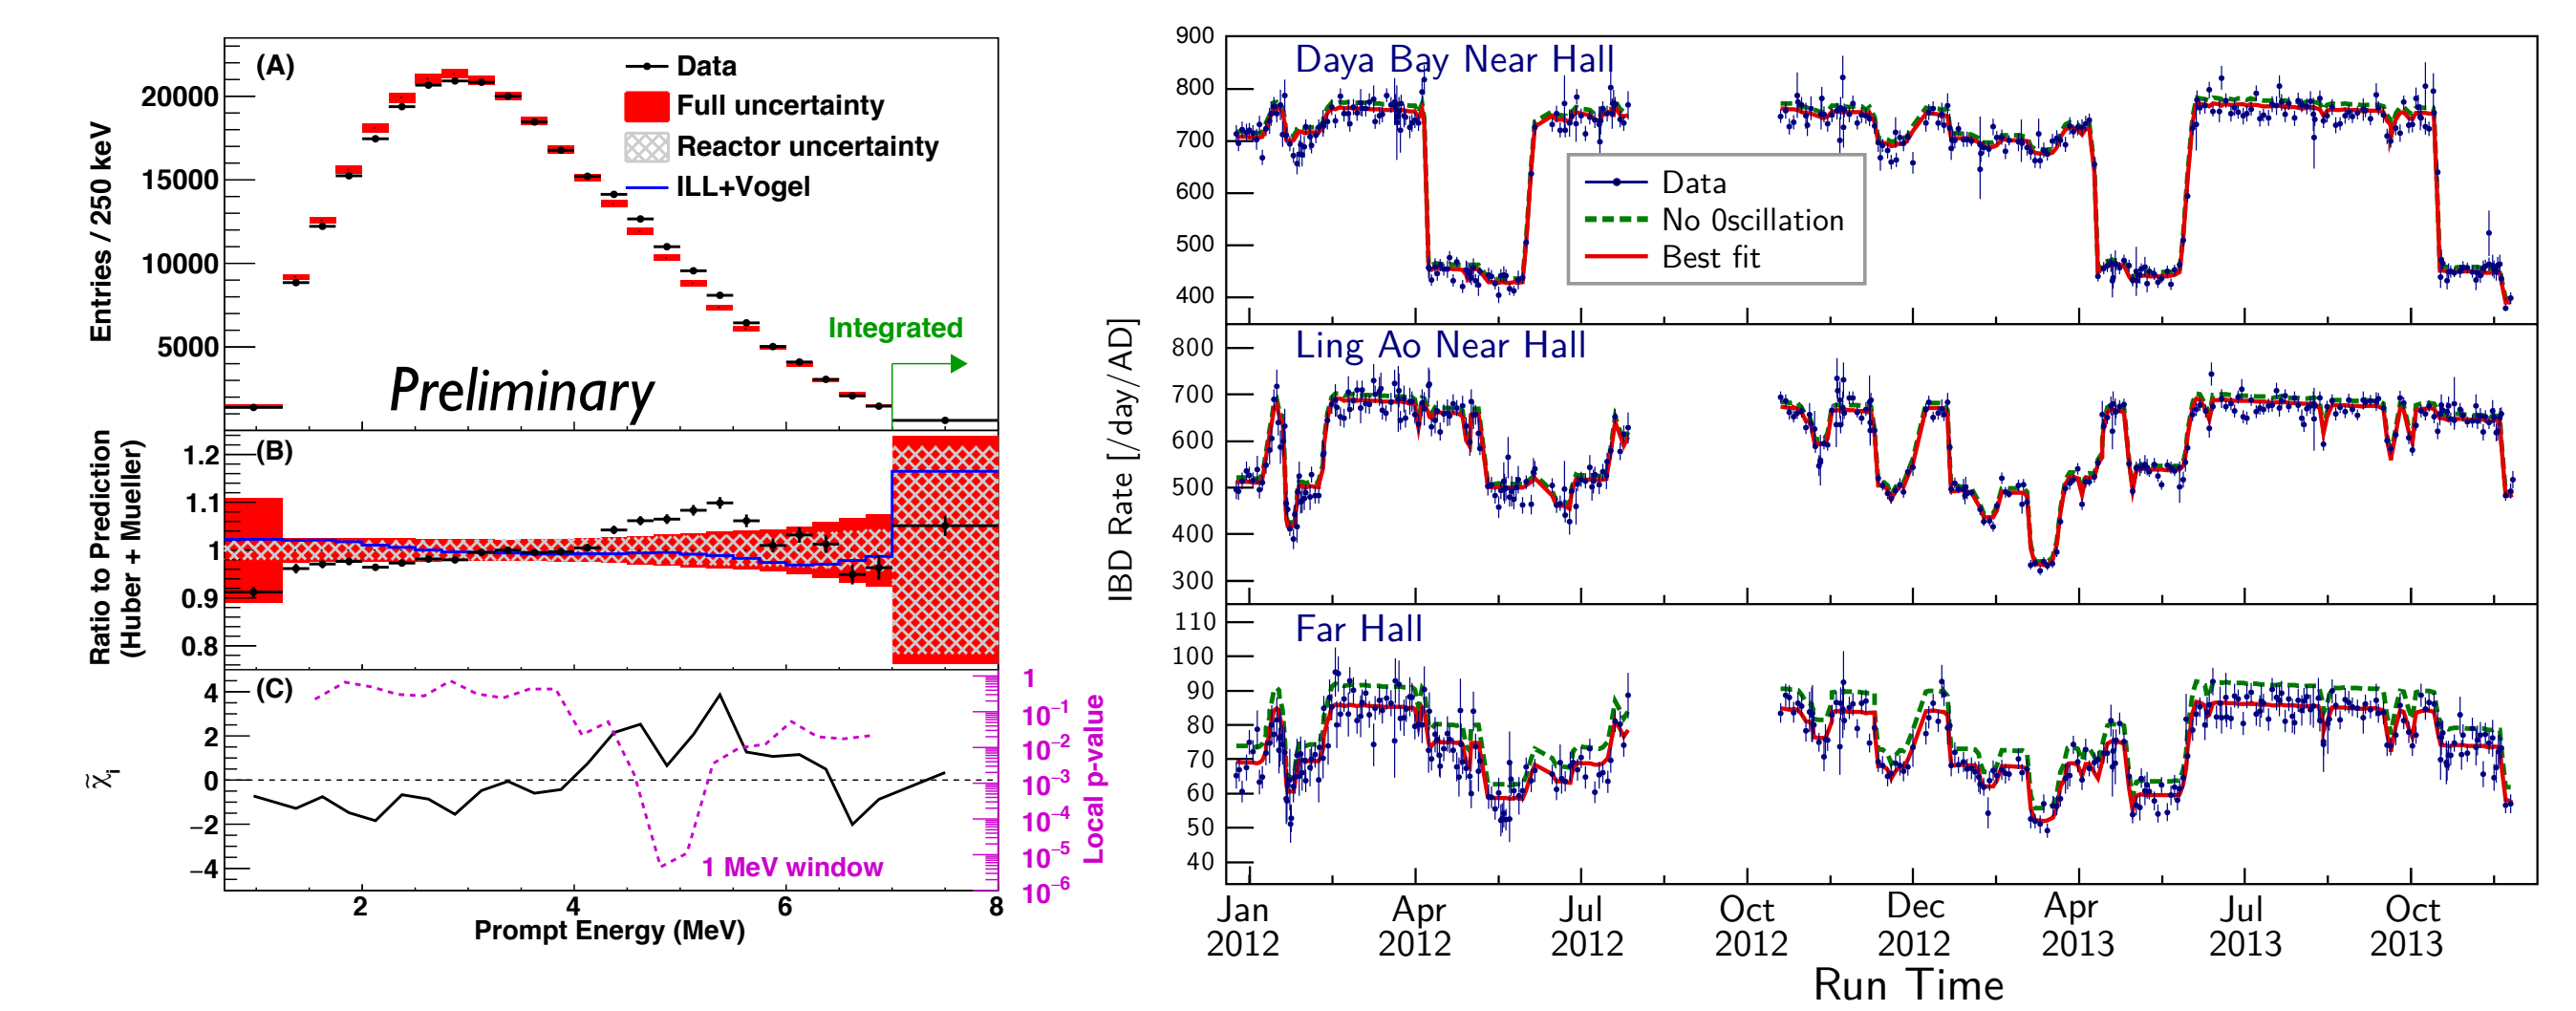 (A)
Data
Full uncertainty
Reactor uncertainty
ILL+Vogel
20000
15000
10000
5000
Entries / 250 keV
Integrated
Preliminary
(B)
1.2
1.1
1
0.9
0.8
Ratio to Prediction
(Huber + Mueller)
(C)
4
2
0
−2
−4
χ̃i
1
10−1
10−2
10−3
10−4
10−5
10−6
Local p-value
1 MeV window
2
4
6
8
Prompt Energy (MeV)
Daya Bay Near Hall
900
800
700
600
500
400
Data
No 0scillation
Best fit
IBD Rate [/day/AD]
Ling Ao Near Hall
800
700
600
500
400
300
Far Hall
110
100
90
80
70
60
50
40
Jan
2012
Apr
2012
Jul
2012
Oct
2012
Dec
2012
Apr
2013
Jul
2013
Oct
2013
Run Time